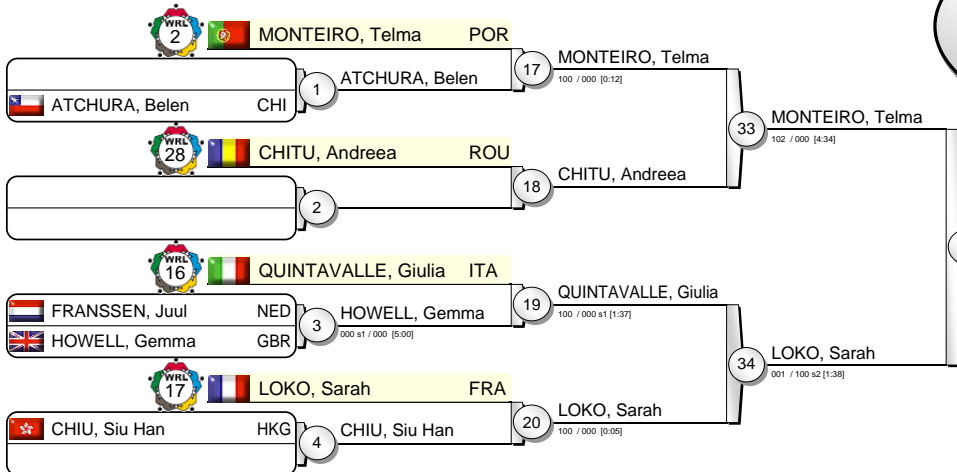 WRL
2
MONTEIRO, Telma POR
17
MONTEIRO, Telma
100 / 000 [0:12]
1
ATCHURA, Belen
ATCHURA, Belen CHI
33
MONTEIRO, Telma
102 / 000 [4:34]
WRL
28
CHITU, Andreea ROU
18
CHITU, Andreea
2
WRL
16
QUINTAVALLE, Giulia ITA
19
QUINTAVALLE, Giulia
100 / 000 s1 [1:37]
FRANSSEN, Juul NED
3
HOWELL, Gemma
000 s1 / 000 [5:00]
HOWELL, Gemma GBR
34
LOKO, Sarah
001 / 100 s2 [1:38]
WRL
17
LOKO, Sarah FRA
20
LOKO, Sarah
100 / 000 [0:05]
CHIU, Siu Han HKG
4
CHIU, Siu Han